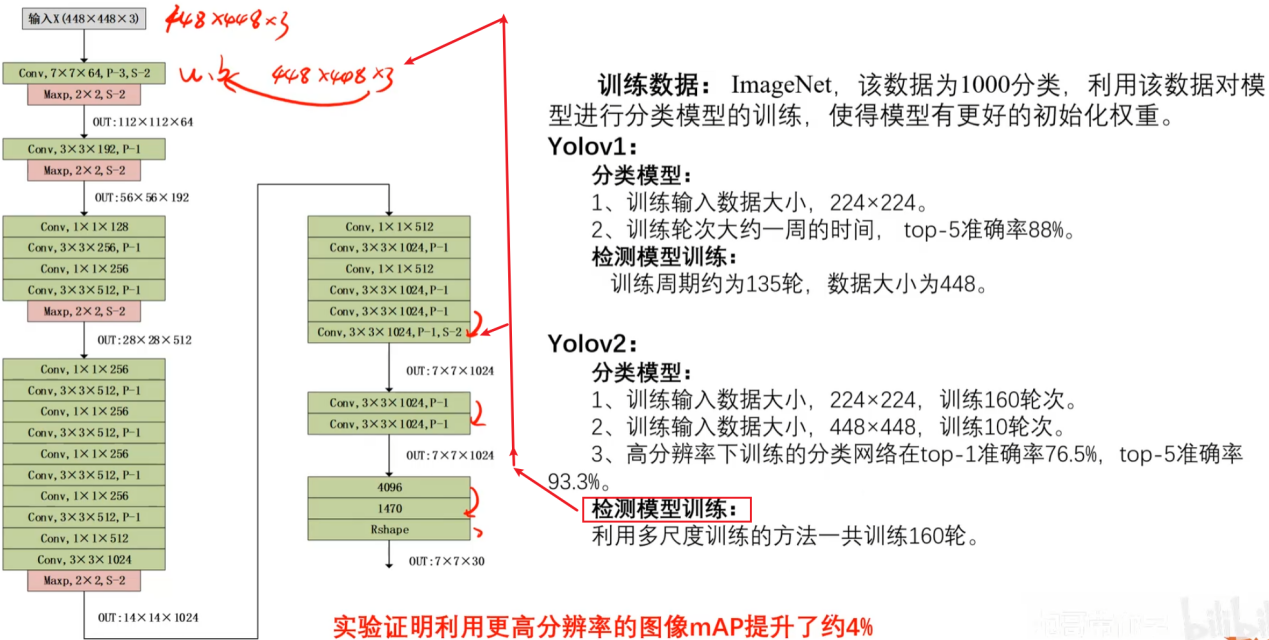 输入X(448×448×3)
448×448×3
Conv,7×7×64,P-3,S-2
448×448×3
Maxp,2×2,S-2
OUT:112×112×64
Conv,3×3×192,P-1
Maxp,2×2,S-2
OUT:56×56×192
Conv,1×1×128
Conv,3×3×256,P-1
Conv,1×1×256
Conv,3×3×512,P-1
Maxp,2×2,S-2
OUT:28×28×512
Conv,1×1×256
Conv,3×3×512,P-1
Conv,1×1×256
Conv,3×3×512,P-1
Conv,1×1×256
Conv,3×3×512,P-1
Conv,1×1×256
Conv,3×3×512,P-1
Conv,1×1×512
Conv,3×3×1024
Maxp,2×2,S-2
OUT:14×14×1024
Conv,1×1×512
Conv,3×3×1024,P-1
Conv,1×1×512
Conv,3×3×1024,P-1
Conv,3×3×1024,P-1
Conv,3×3×1024,P-1,S-2
OUT:7×7×1024
Conv,3×3×1024,P-1
Conv,3×3×1024,P-1
OUT:7×7×1024
4096
1470
Rshape
OUT:7×7×30
训练数据： ImageNet，该数据为1000分类，利用该数据对模
型进行分类模型的训练，使得模型有更好的初始化权重。
Yolov1：
分类模型：
1、训练输入数据大小，224×224。
2、训练轮次大约一周的时间， top-5准确率88%。
检测模型训练：
训练周期约为135轮，数据大小为448。
Yolov2：
分类模型：
1、训练输入数据大小，224×224，训练160轮次。
2、训练输入数据大小，448×448，训练10轮次。
3、高分辨率下训练的分类网络在top-1准确率76.5%，top-5准确率
93.3%。
检测模型训练：
利用多尺度训练的方法一共训练160轮。
实验证明利用更高分辨率的图像mAP提升了约4%
bilibili